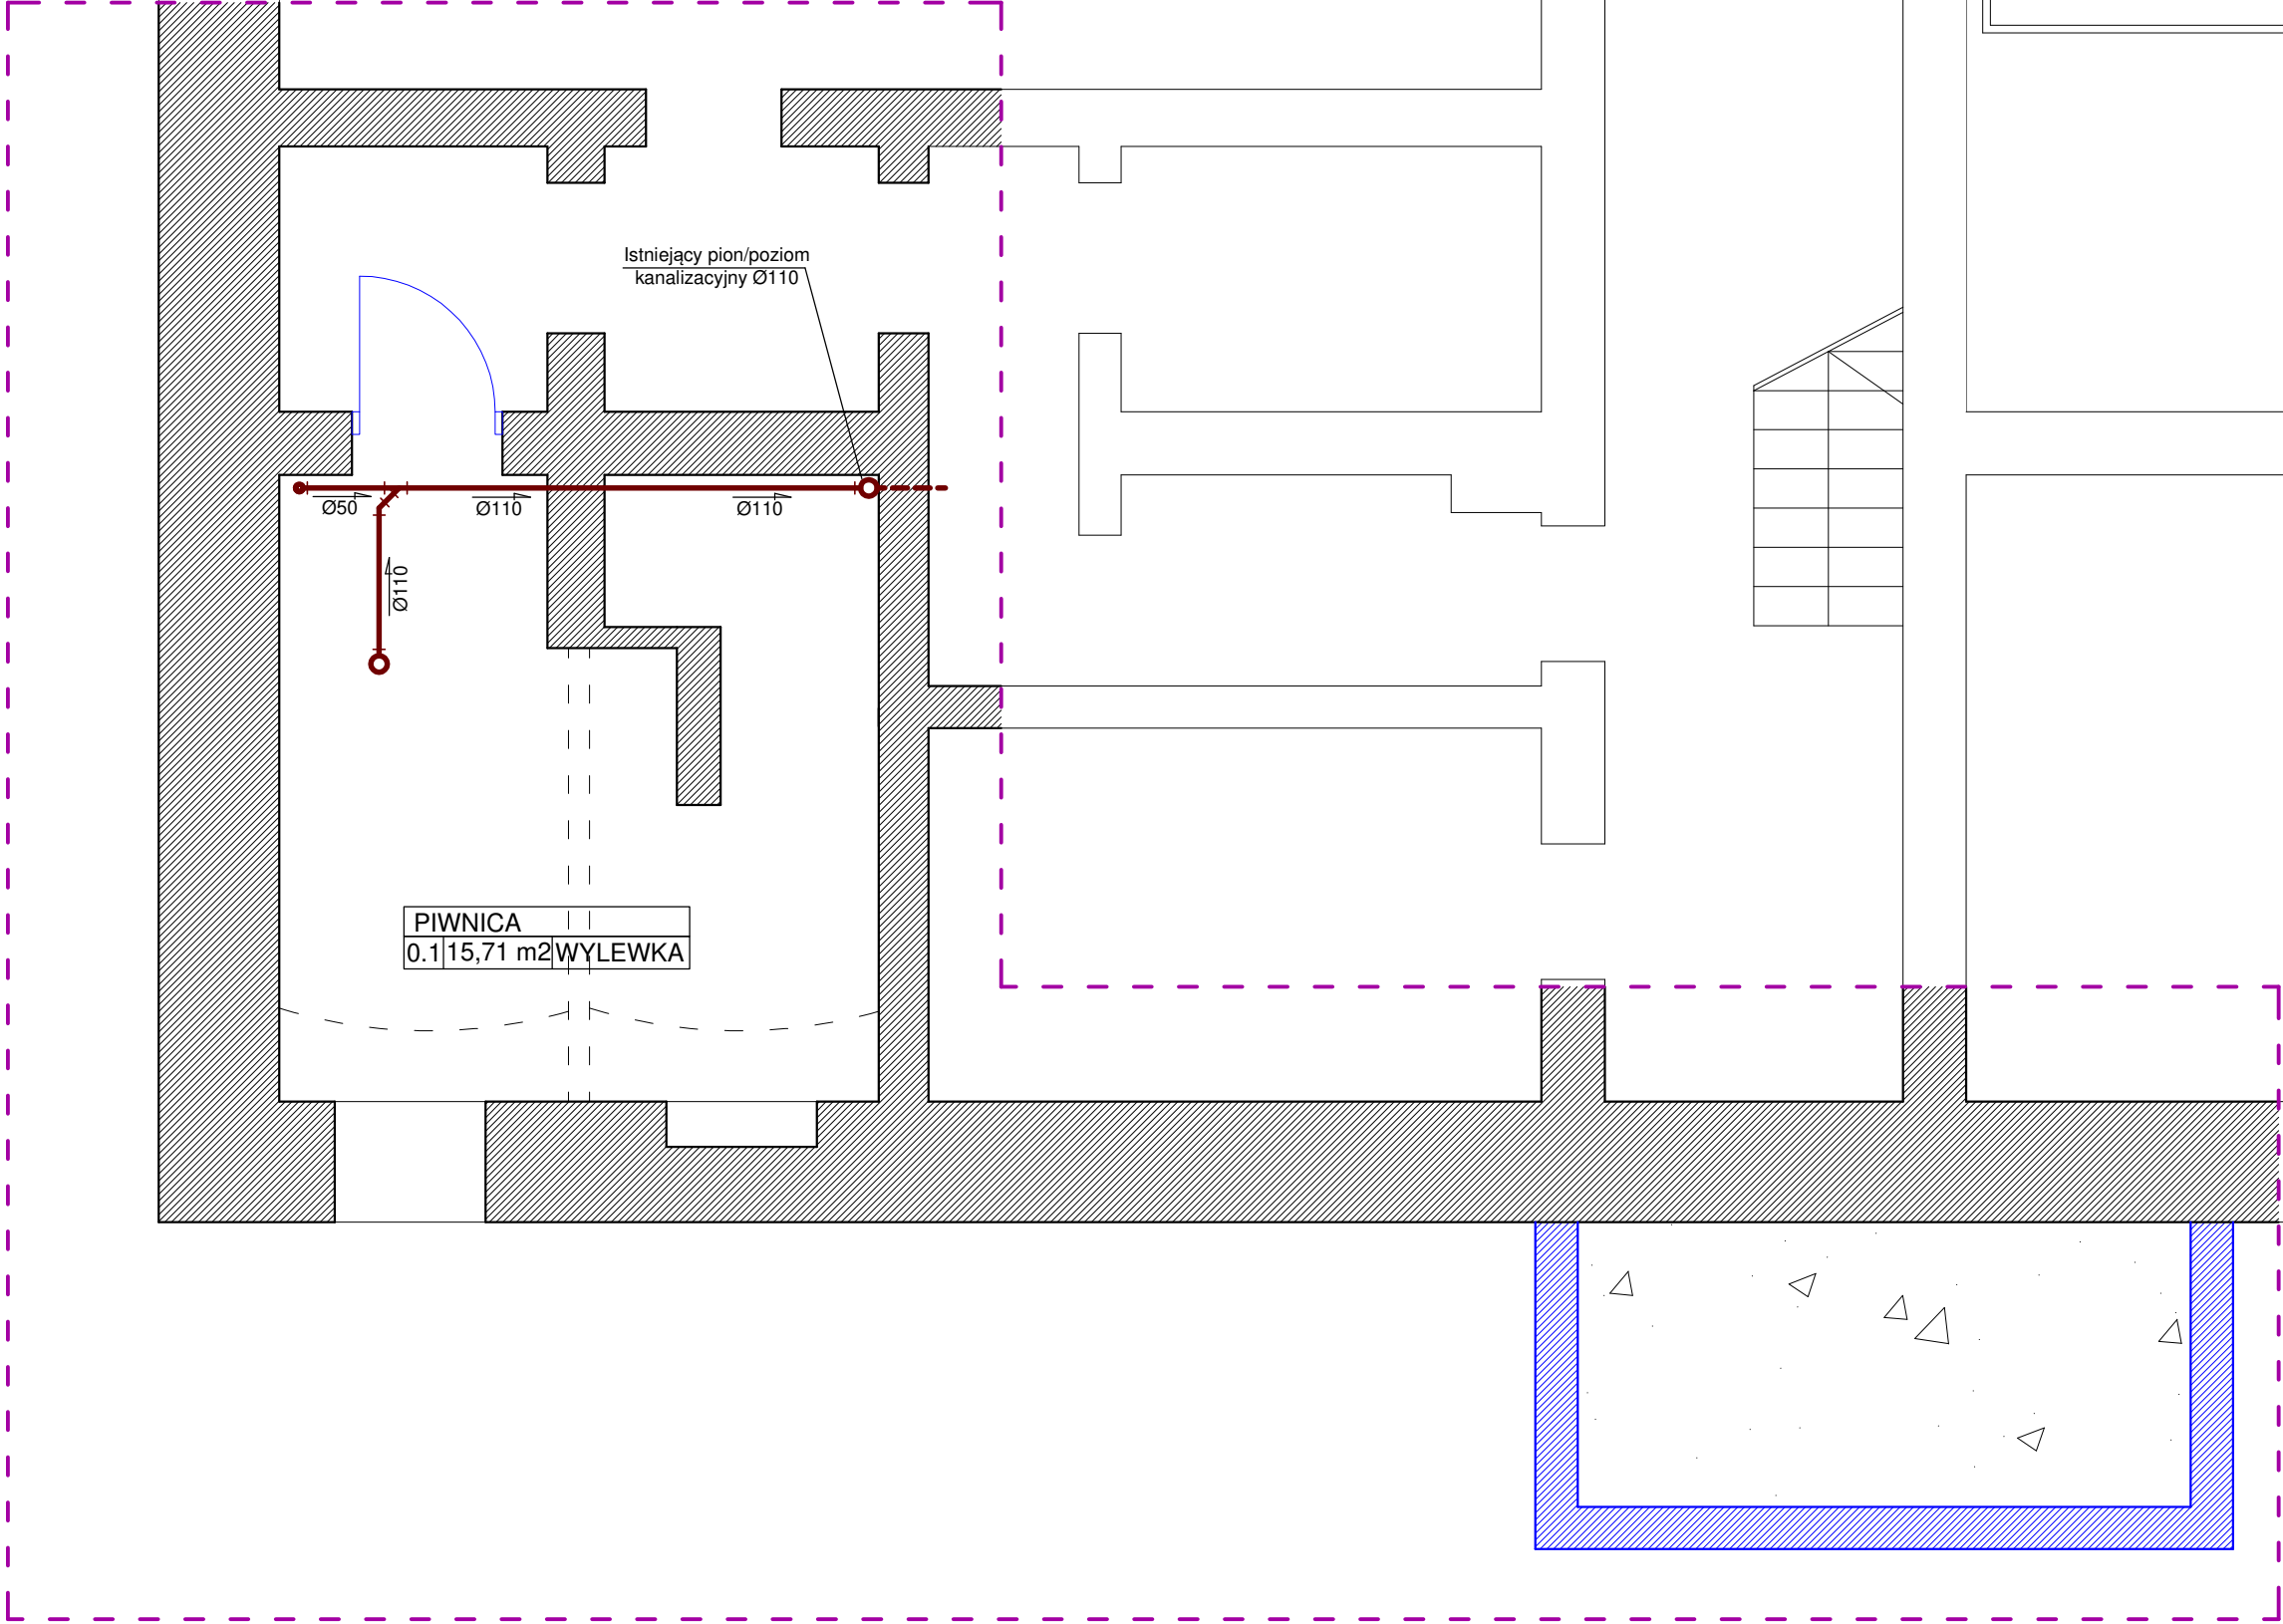 Istniejący pion/poziom
kanalizacyjny Ø110
Ø50
Ø110
Ø110
Ø110
PIWNICA
0.1 15,71 m2 WYLEWKA